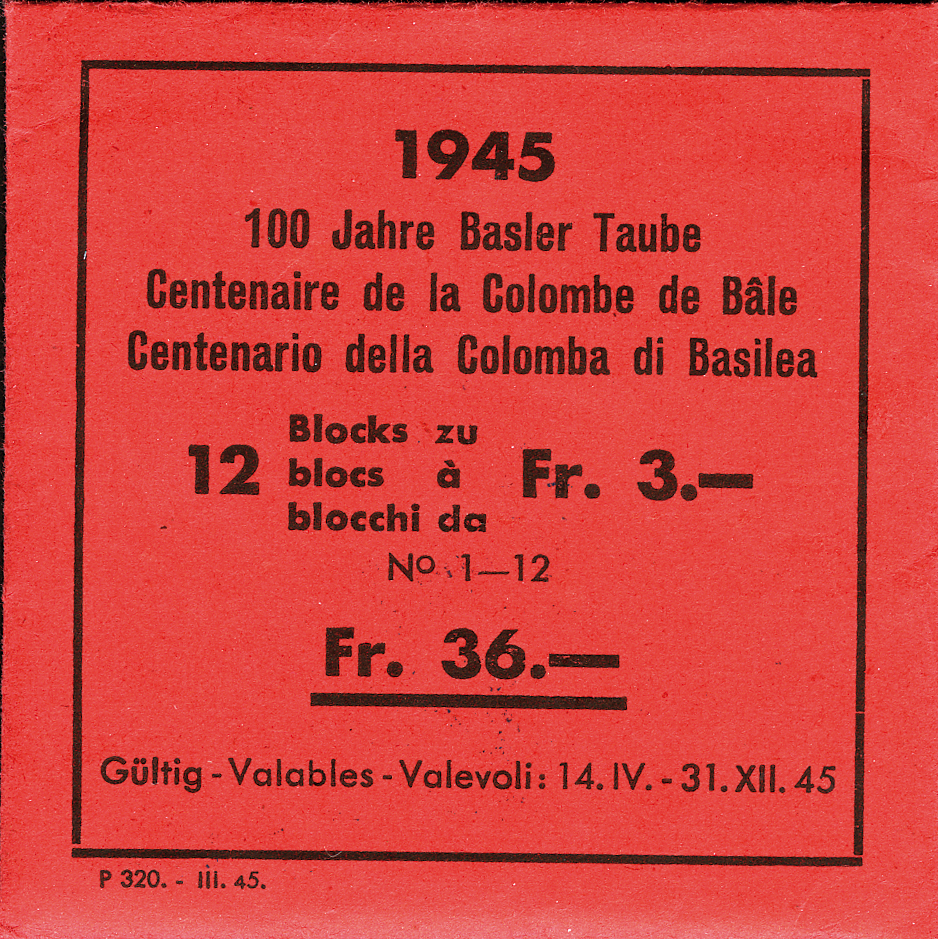 1945
100 Jahre Basler Taube
Centenaire de la Colombe de Bâle
Centenario della Colomba di Basilea
12 Blocks zu
blocs à
blocchi da
Fr. 3.—
No 1—12
Fr. 36.—
Gültig - Valables - Valevoli: 14. IV. - 31. XII. 45
P 320. - III. 45.